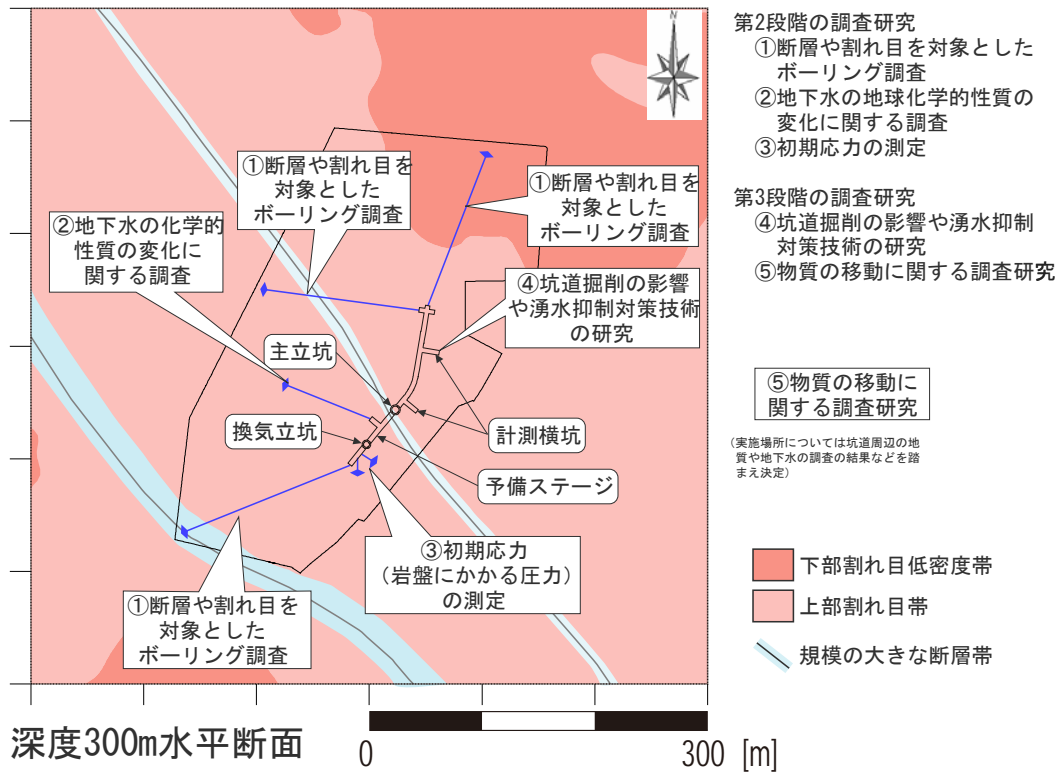 N
第2段階の調査研究
①断層や割れ目を対象とした
ボーリング調査
②地下水の地球化学的性質の
変化に関する調査
③初期応力の測定
第3段階の調査研究
④坑道掘削の影響や湧水抑制
対策技術の研究
⑤物質の移動に関する調査研究
①断層や割れ目を
対象とした
ボーリング調査
①断層や割れ目を
対象とした
ボーリング調査
②地下水の化学的
性質の変化に
関する調査
④坑道掘削の影響
や湧水抑制対策技術
の研究
主立坑
換気立坑
計測横坑
予備ステージ
③初期応力
（岩盤にかかる圧力）
の測定
①断層や割れ目を
対象とした
ボーリング調査
⑤物質の移動に
関する調査研究
（実施場所については坑道周辺の地
質や地下水の調査の結果などを踏
まえ決定）
下部割れ目低密度帯
上部割れ目帯
規模の大きな断層帯
深度300m水平断面
0 300 [m]